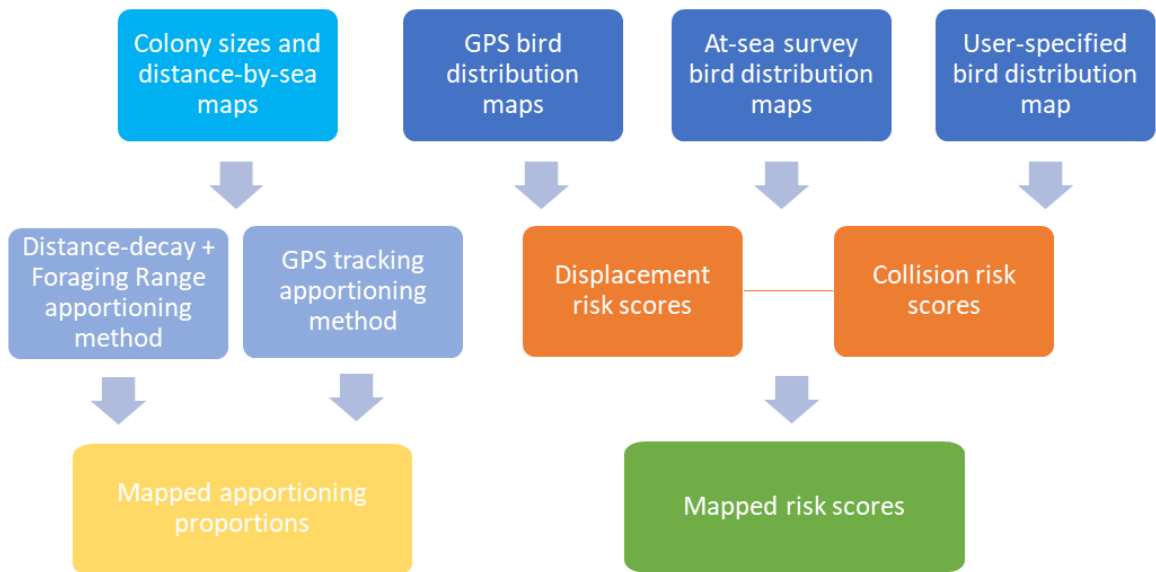 Colony sizes and
distance-by-sea
maps
GPS bird
distribution
maps
At-sea survey
bird distribution
maps
User-specified
bird distribution
map
Distance-decay +
Foraging Range
apportioning
method
GPS tracking
apportioning
method
Displacement
risk scores
Collision risk
scores
Mapped apportioning
proportions
Mapped risk scores